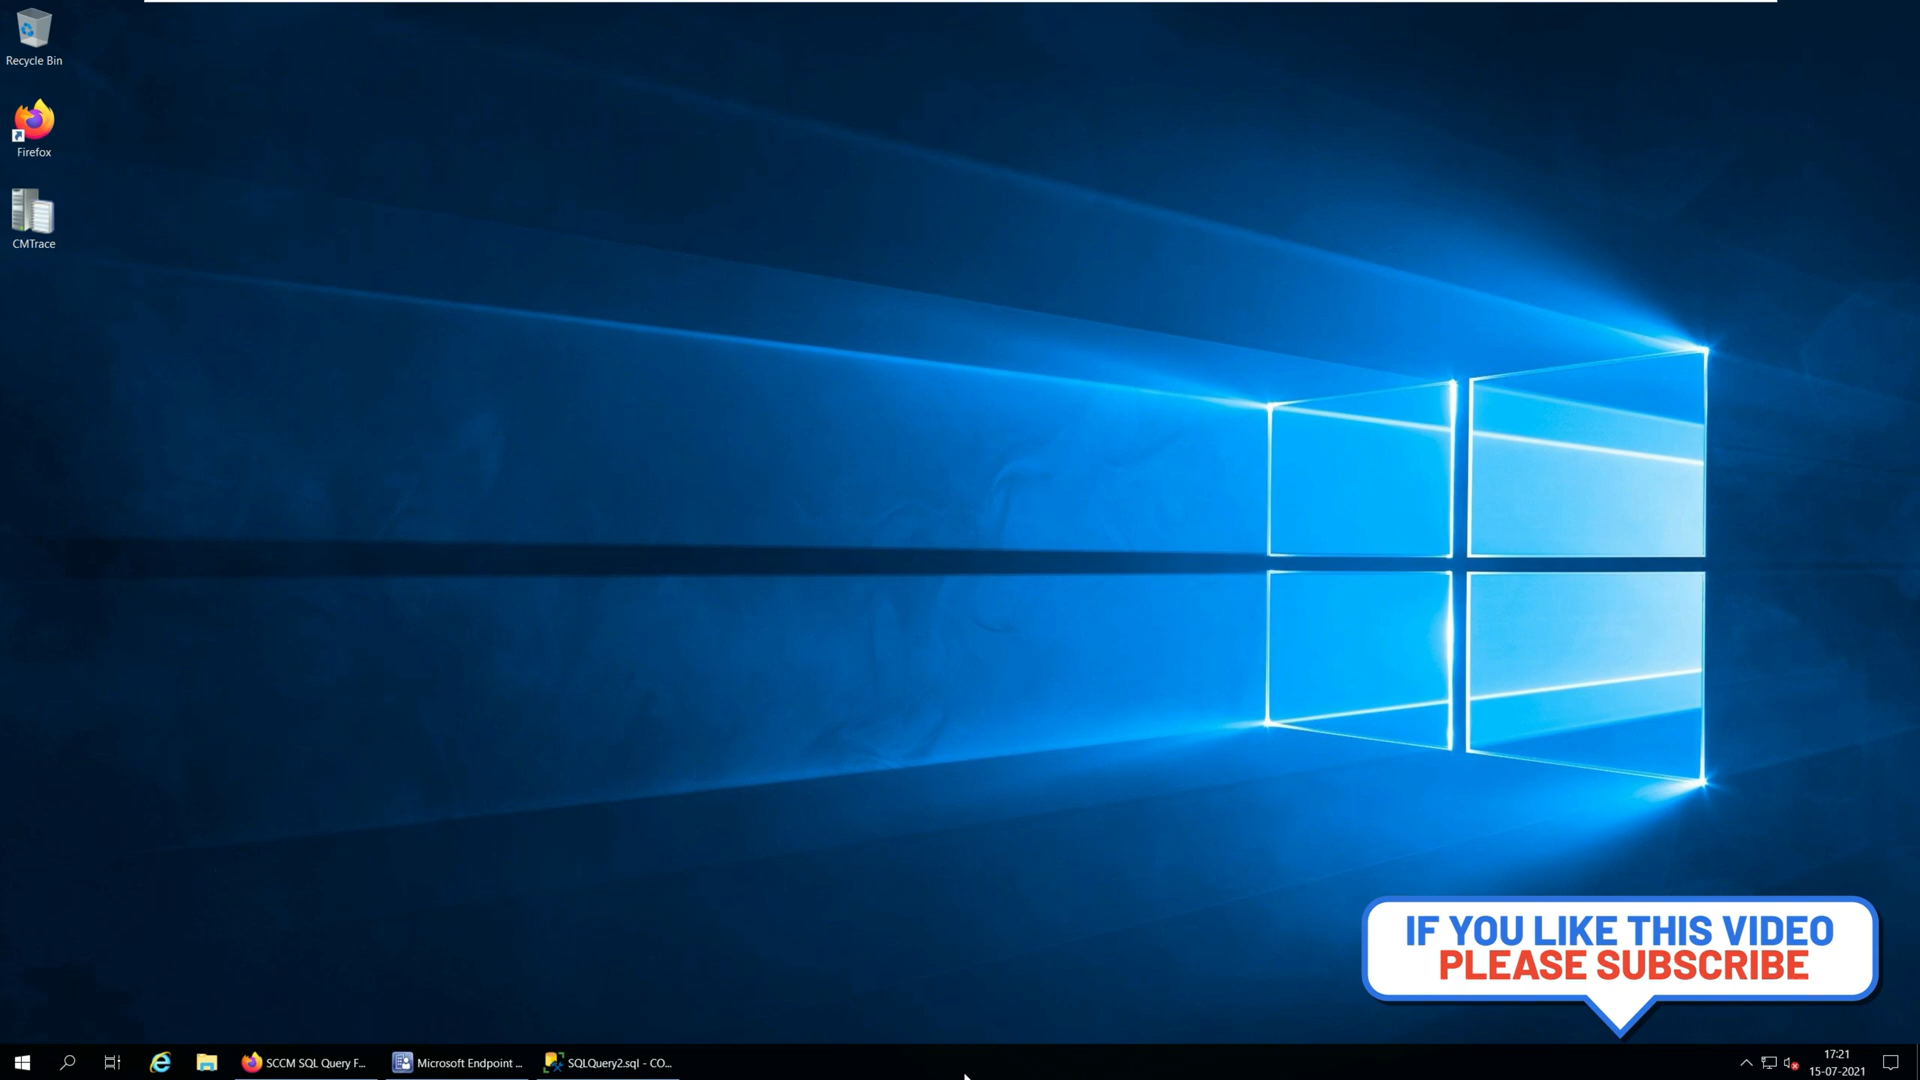 Recycle Bin
Firefox
CMTrace
IF YOU LIKE THIS VIDEO
PLEASE SUBSCRIBE
SCCM SQL Query F...
Microsoft Endpoint ...
SQLQuery2.sql - CO...
17:21
15-07-2021